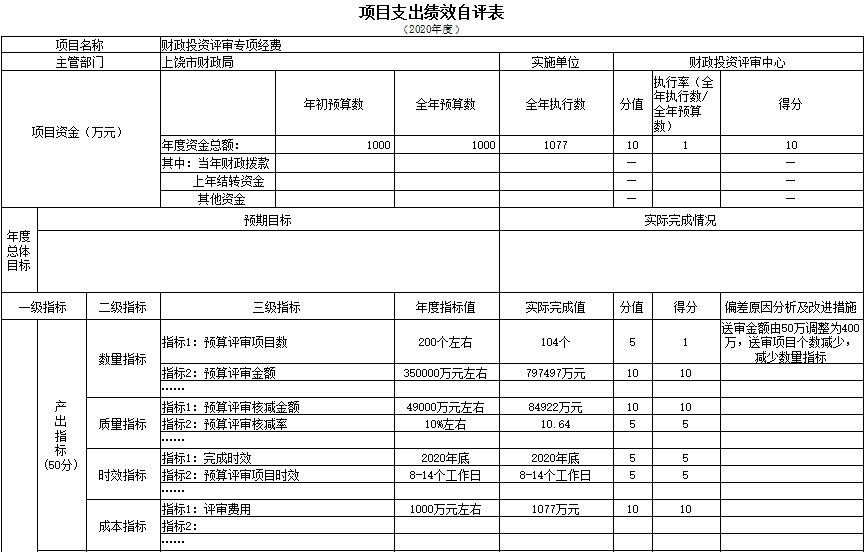 项目支出绩效自评表
（2020年度）
项目名称 财政投资评审专项经费
主管部门 上饶市财政局 实施单位 财政投资评审中心
项目资金（万元） 年初预算数 全年预算数 全年执行数 分值 执行率（全年执行数/全年预算数） 得分
年度资金总额： 1000 1000 1077 10 1 10
其中：当年财政拨款 — —
上年结转资金 — —
其他资金 — —
年度总体目标 预期目标 实际完成情况
一级指标 二级指标 三级指标 年度指标值 实际完成值 分值 得分 偏差原因分析及改进措施
产出指标(50分) 数量指标 指标1：预算评审项目数 200个左右 104个 5 1 送审金额由50万调整为400万，送审项目个数减少，减少数量指标
指标2：预算评审金额 350000万元左右 797497万元 10 10
……
质量指标 指标1：预算评审核减金额 49000万元左右 84922万元 10 10
指标2：预算评审核减率 10%左右 10.64 5 5
……
时效指标 指标1：完成时效 2020年底 2020年底 5 5
指标2：预算评审项目时效 8-14个工作日 8-14个工作日 5 5
……
成本指标 指标1：评审费用 1000万元左右 1077万元 10 10
指标2：
……